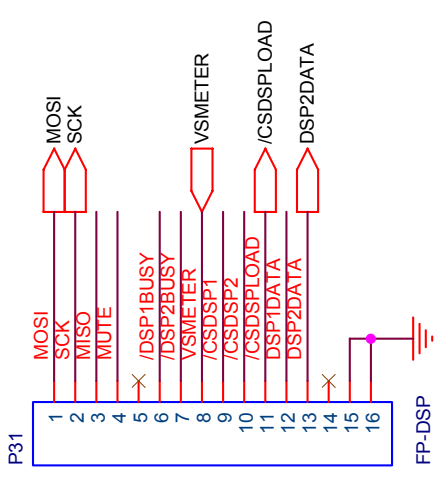 P31
1
2
3
4
5
6
7
8
9
10
11
12
13
14
15
16
FP-DSP
MOSI
SCK
MISO
MUTE
/DSP1BUSY
/DSP2BUSY
VSMETER
/CSDSP1
/CSDSP2
/CSDSPLOAD
DSP1DATA
DSP2DATA
MOSI
SCK
VSMETER
/CSDSPLOAD
DSP2DATA